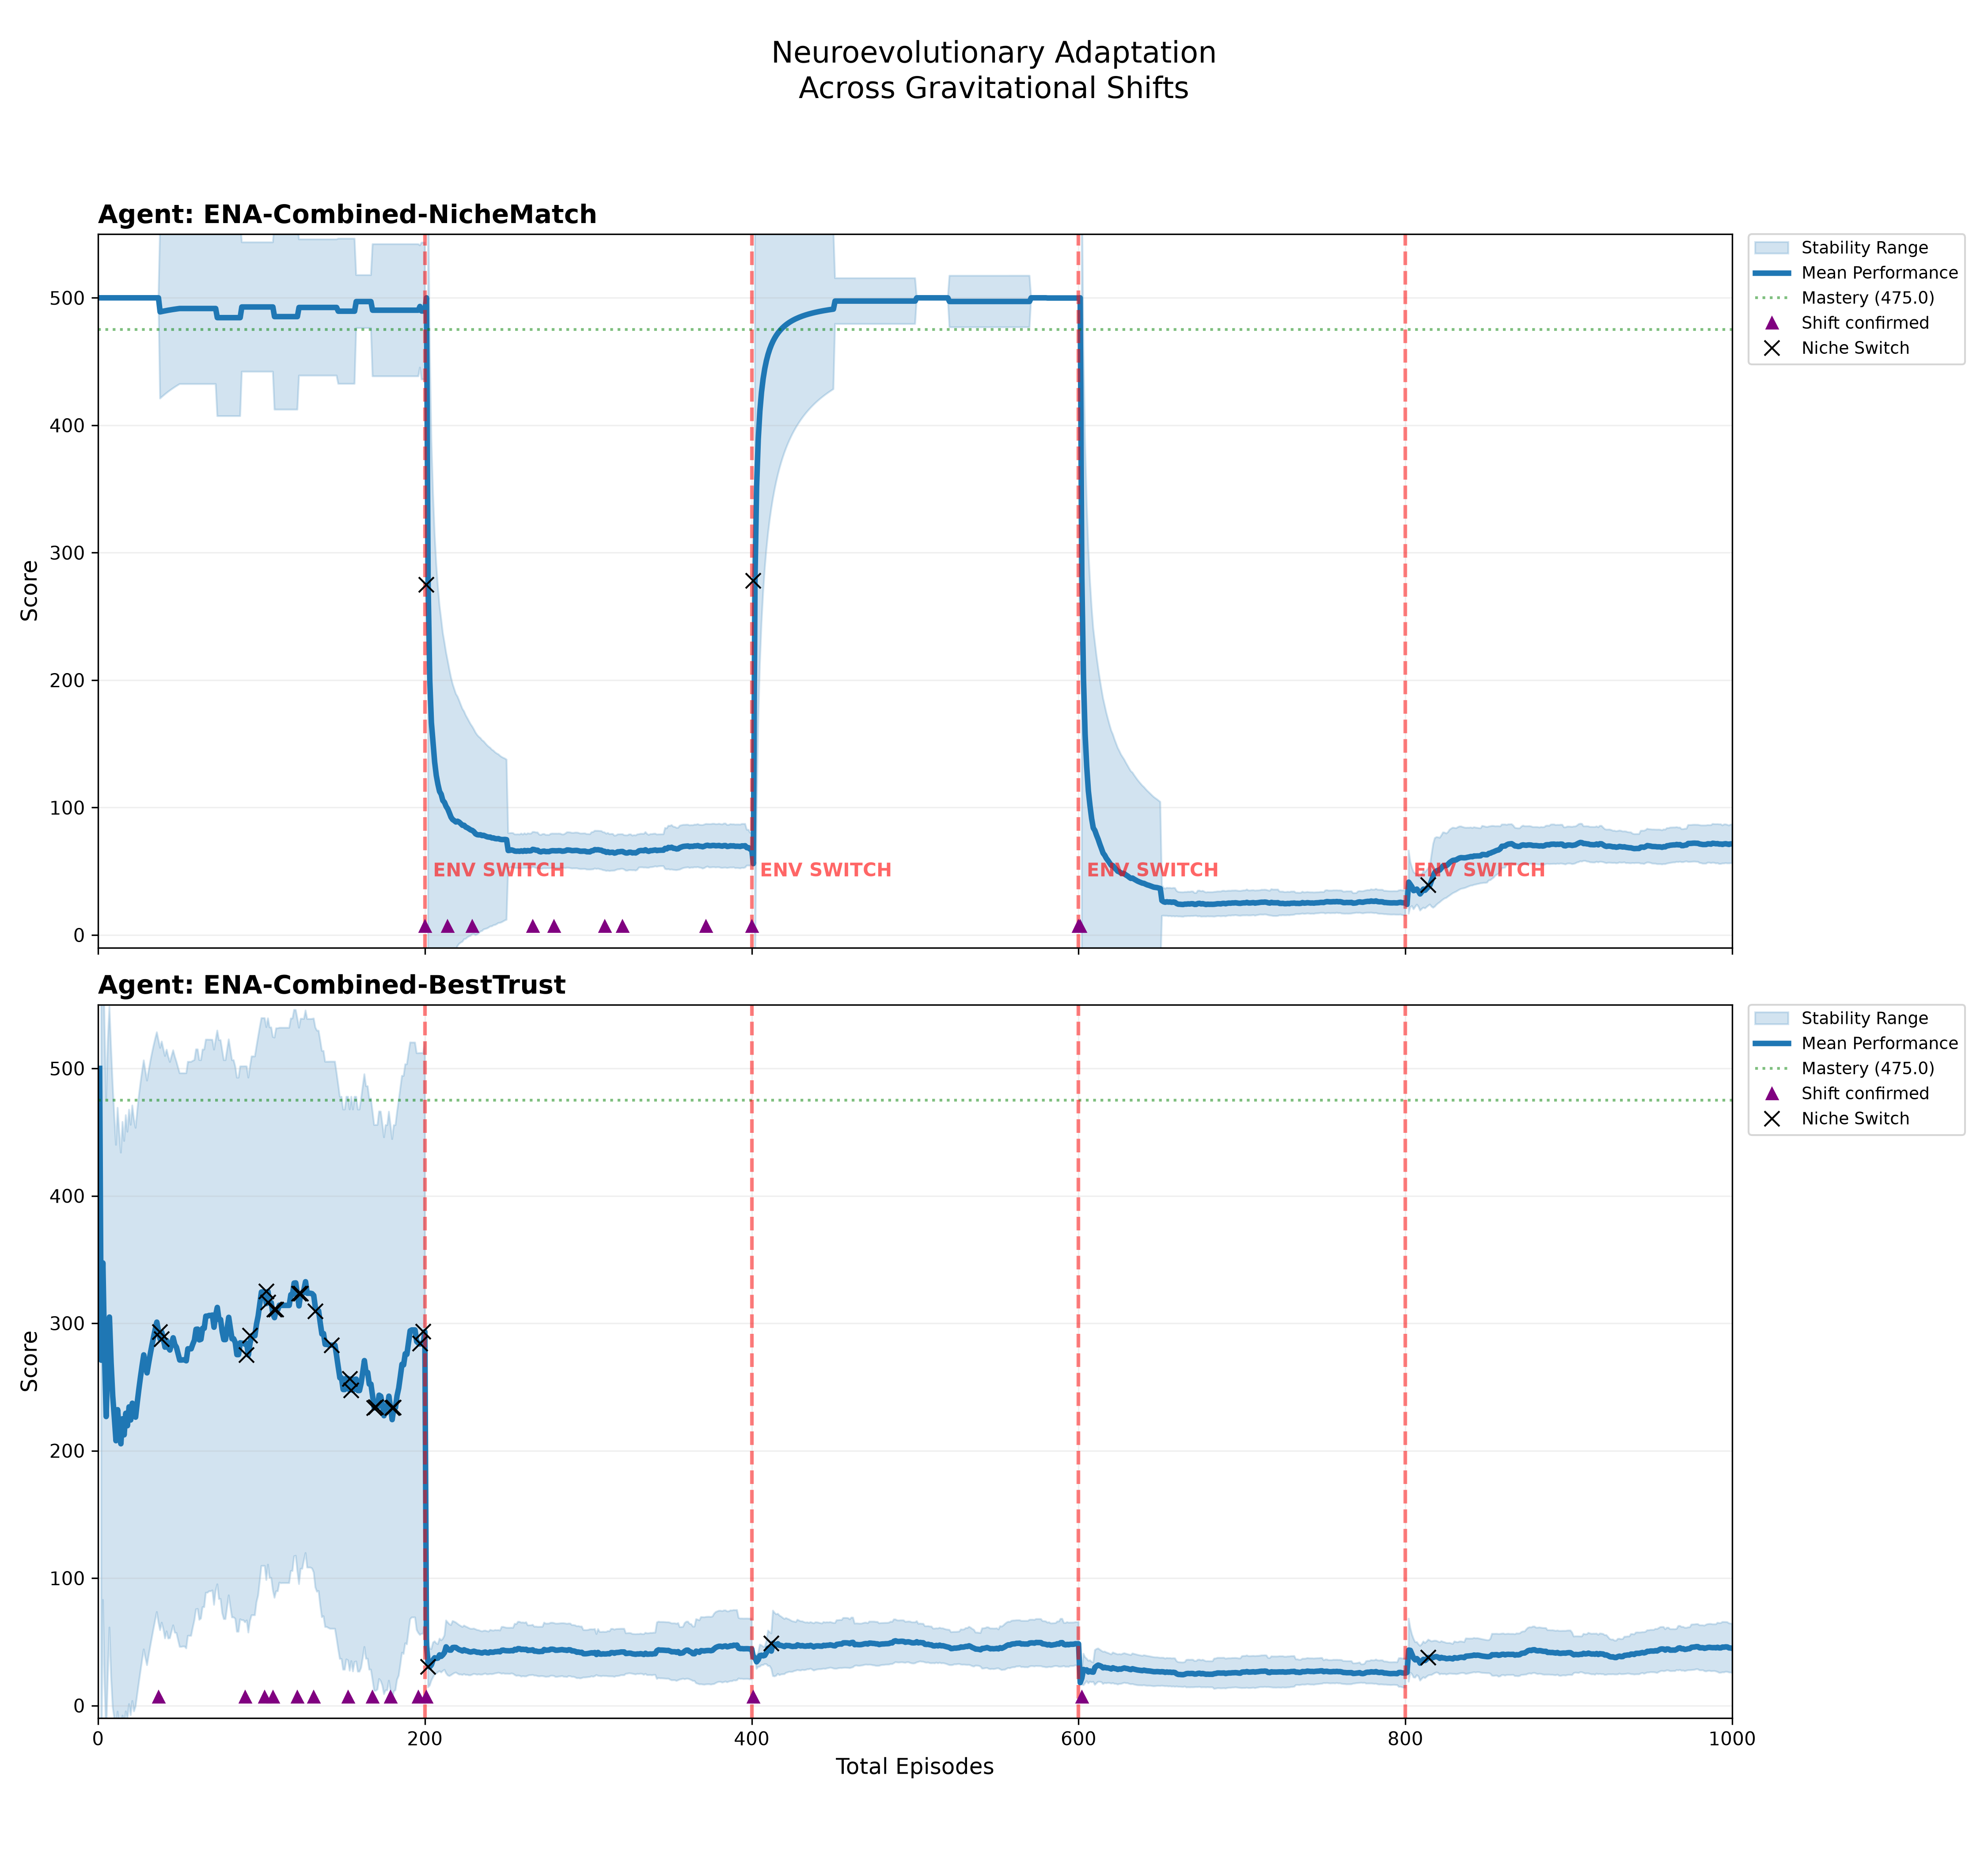 Neuroevolutionary Adaptation
Across Gravitational Shifts
Agent: ENA-Combined-NicheMatch
Score
500
400
300
200
100
0
ENV SWITCH
ENV SWITCH
ENV SWITCH
ENV SWITCH
Stability Range
Mean Performance
Mastery (475.0)
Shift confirmed
Niche Switch
Agent: ENA-Combined-BestTrust
Score
500
400
300
200
100
0
Stability Range
Mean Performance
Mastery (475.0)
Shift confirmed
Niche Switch
0 200 400 600 800 1000
Total Episodes